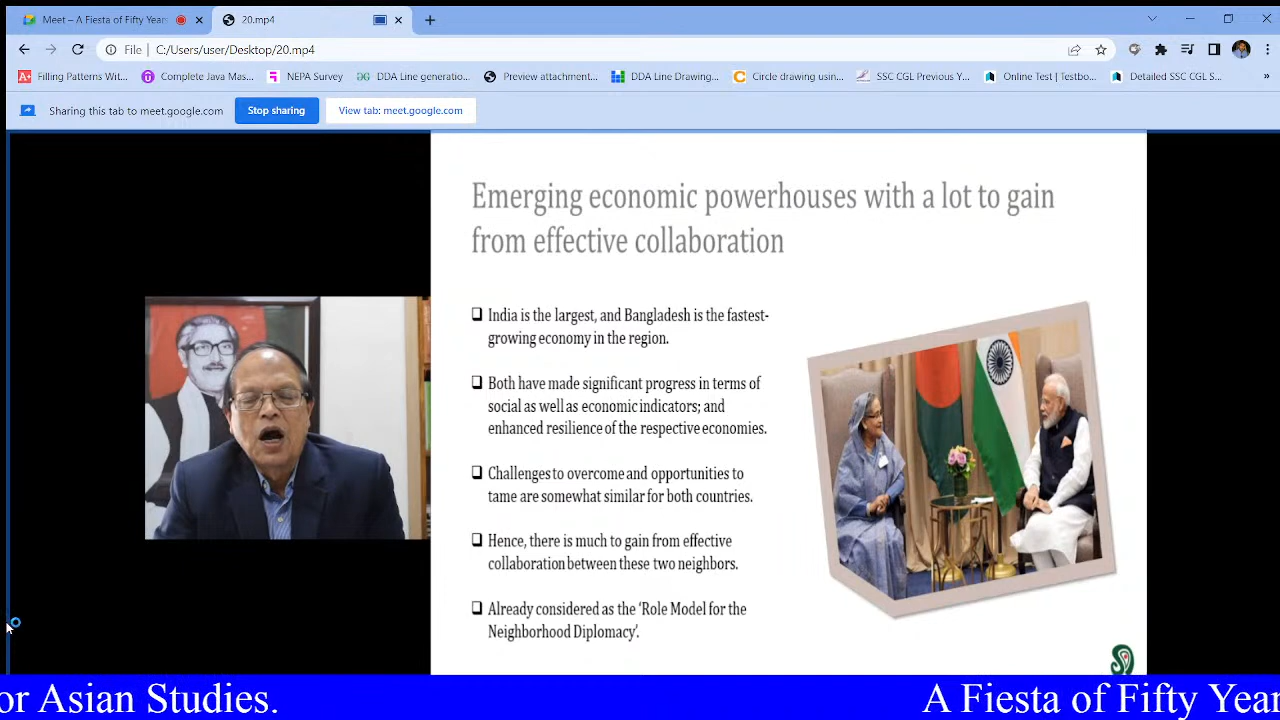 Meet – A Fiesta of Fifty Years
20.mp4
File
C:/Users/user/Desktop/20.mp4
Filling Patterns Wit...
Complete Java Mas...
NEPA Survey
DDA Line generatio...
Preview attachment...
DDA Line Drawing...
Circle drawing usin...
SSC CGL Previous Y...
Online Test| Testbo...
Detailed SSC CGL S...
Sharing this tab to meet.google.com
Stop sharing
View tab: meet.google.com
Emerging economic powerhouses with a lot to gain
from effective collaboration
India is the largest, and Bangladesh is the fastest-
growing economy in the region.
Both have made significant progress in terms of
social as well as economic indicators; and
enhanced resilience of the respective economies.
Challenges to overcome and opportunities to
tame are somewhat similar for both countries.
Hence, there is much to gain from effective
collaboration between these two neighbors.
Already considered as the ‘Role Model for the
Neighborhood Diplomacy’.
or Asian Studies.
A Fiesta of Fifty Year